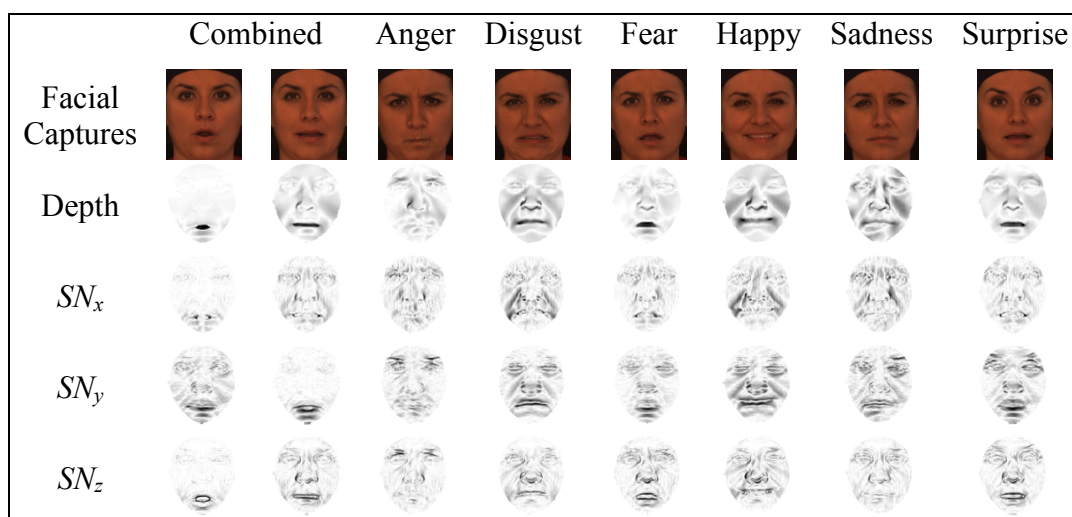 Combined Anger Disgust Fear Happy Sadness Surprise
Facial
Captures
Depth
SNx
SNy
SNz